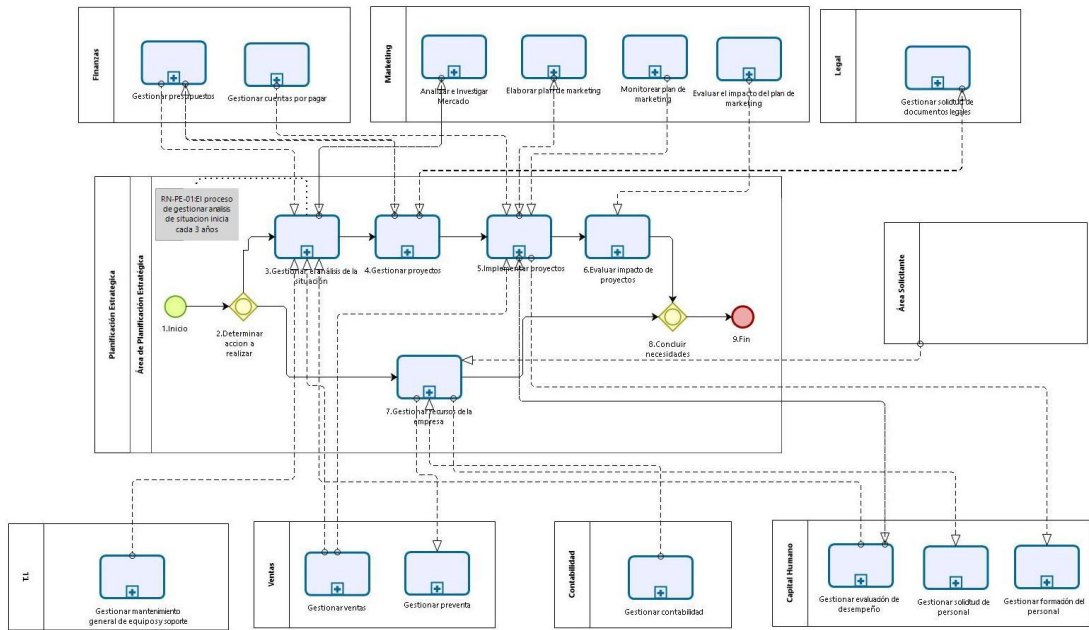 Finanzas
Gestionar presupuestos
Gestionar cuentas por pagar
Marketing
Analizar e Investigar
Mercado
Elaborar plan de marketing
Monitorear plan de
marketing
Evaluar el impacto del plan de
marketing
Legal
Gestionar solicitud de
documentos legales
Planificación Estrategica
Área de Planificación Estratégica
RN-PE-01:El proceso
de gestionar analisis
de situacion inicia
cada 3 años
1.Inicio
2.Determinar
accion a
realizar
3.Gestionar el análisis de la
situación
4.Gestionar proyectos
5.Implementar proyectos
6.Evaluar impacto de
proyectos
7.Gestionar recursos de la
empresa
8.Concluir
necesidades
9.Fin
Área Solicitante
T.I.
Gestionar mantenimiento
general de equipos y soporte
Ventas
Gestionar ventas
Gestionar preventa
Contabilidad
Gestionar contabilidad
Capital Humano
Gestionar evaluación de
desempeño
Gestionar solicitud de
personal
Gestionar formación del
personal